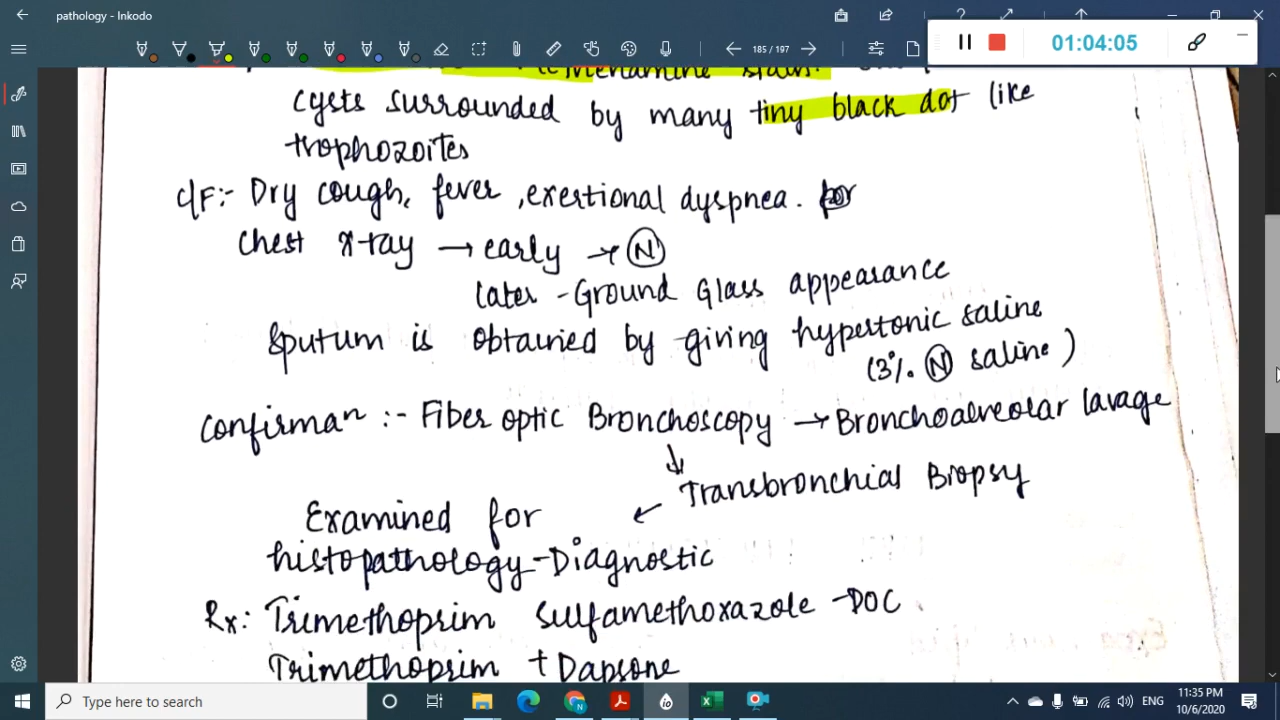 pathology - Inkodo
185 / 197
01:04:05
methenamine stain.
cysts surrounded by many tiny black dot like
trophozoites
C/F:- Dry cough, fever, exertional dyspnea.
Chest x-ray → early → N
later - Ground Glass appearance
Sputum is obtained by giving hypertonic saline
(3% N saline)
Confirmaⁿ :- Fiber optic Bronchoscopy → Bronchoalveolar lavage
↓
Transbronchial Biopsy
←
Examined for
histopathology - Diagnostic
Rx: Trimethoprim sulfamethoxazole - DOC
Trimethoprim + Dapsone
Type here to search
ENG
11:35 PM
10/6/2020